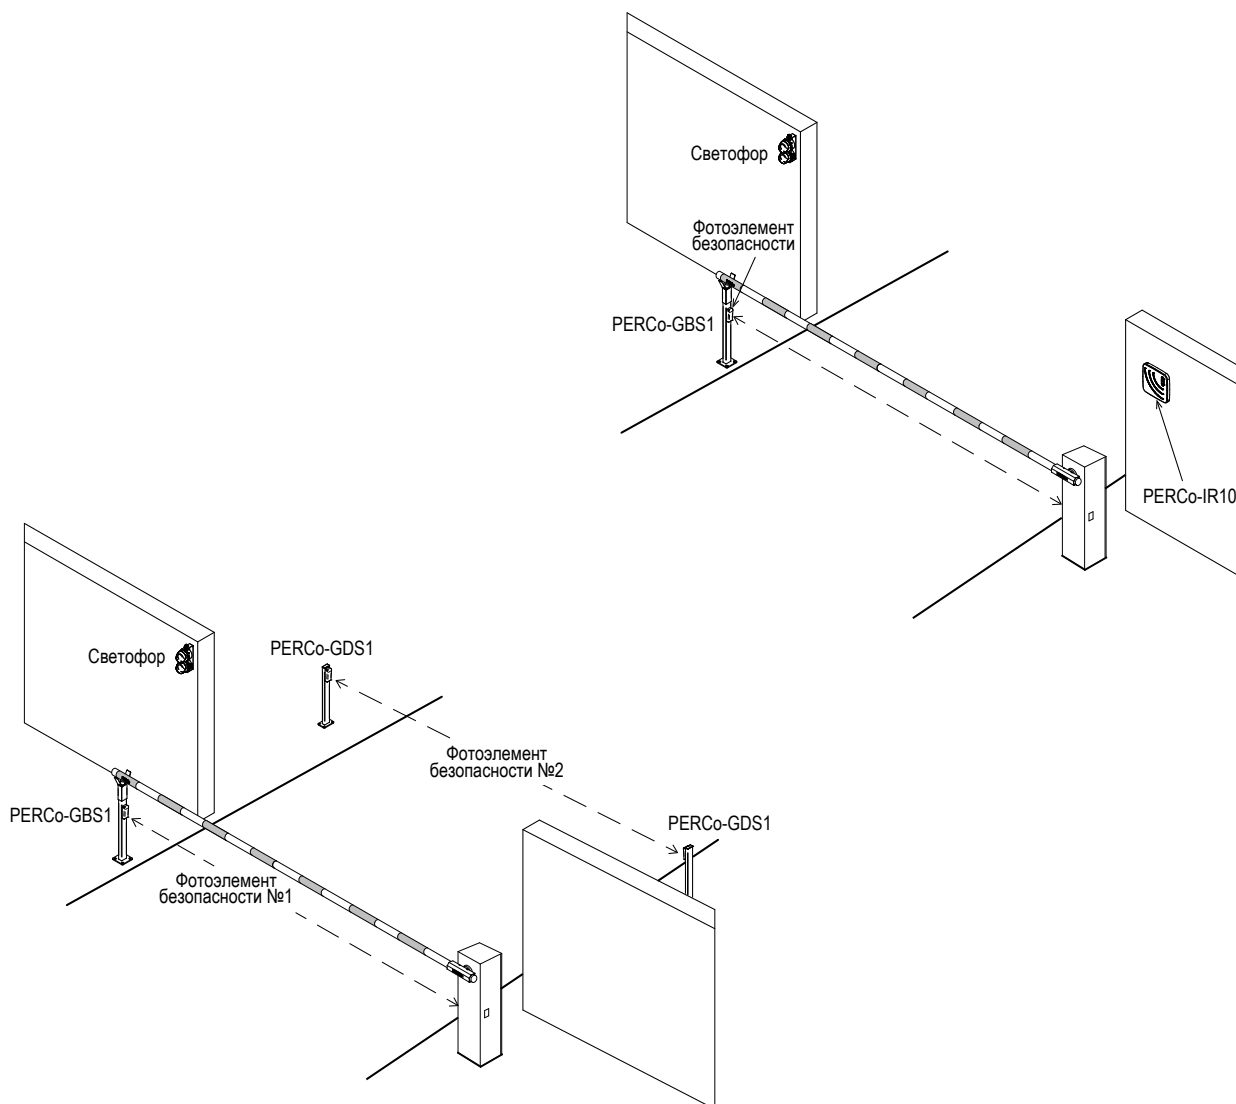 Светофор
Фотоэлемент
безопасности
PERCo-GBS1
PERCo-IR10
Светофор
PERCo-GDS1
Фотоэлемент
безопасности №2
PERCo-GBS1
PERCo-GDS1
Фотоэлемент
безопасности №1